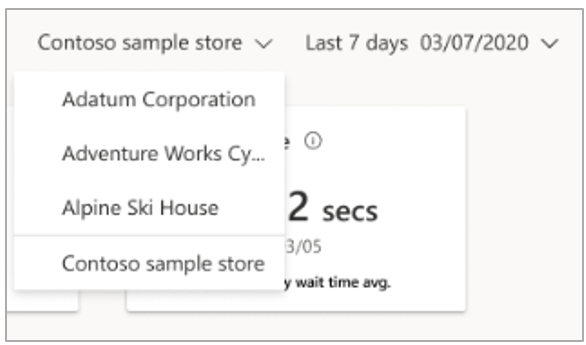 Contoso sample store Last 7 days 03/07/2020
Adatum Corporation
Adventure Works Cy...
Alpine Ski House
2 secs
3/05
Contoso sample store
wait time avg.